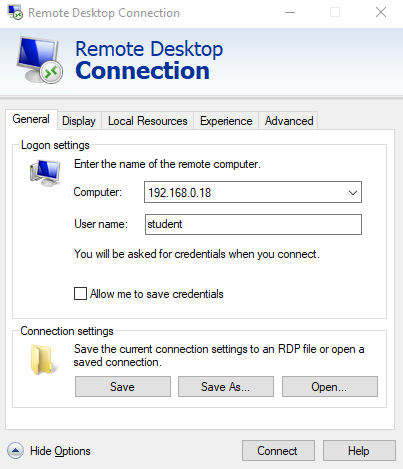 Remote Desktop Connection
Remote Desktop
Connection
General Display Local Resources Experience Advanced
Logon settings
Enter the name of the remote computer.
Computer: 192.168.0.18
User name: student
You will be asked for credentials when you connect.
Allow me to save credentials
Connection settings
Save the current connection settings to an RDP file or open a
saved connection.
Save Save As... Open...
Hide Options Connect Help